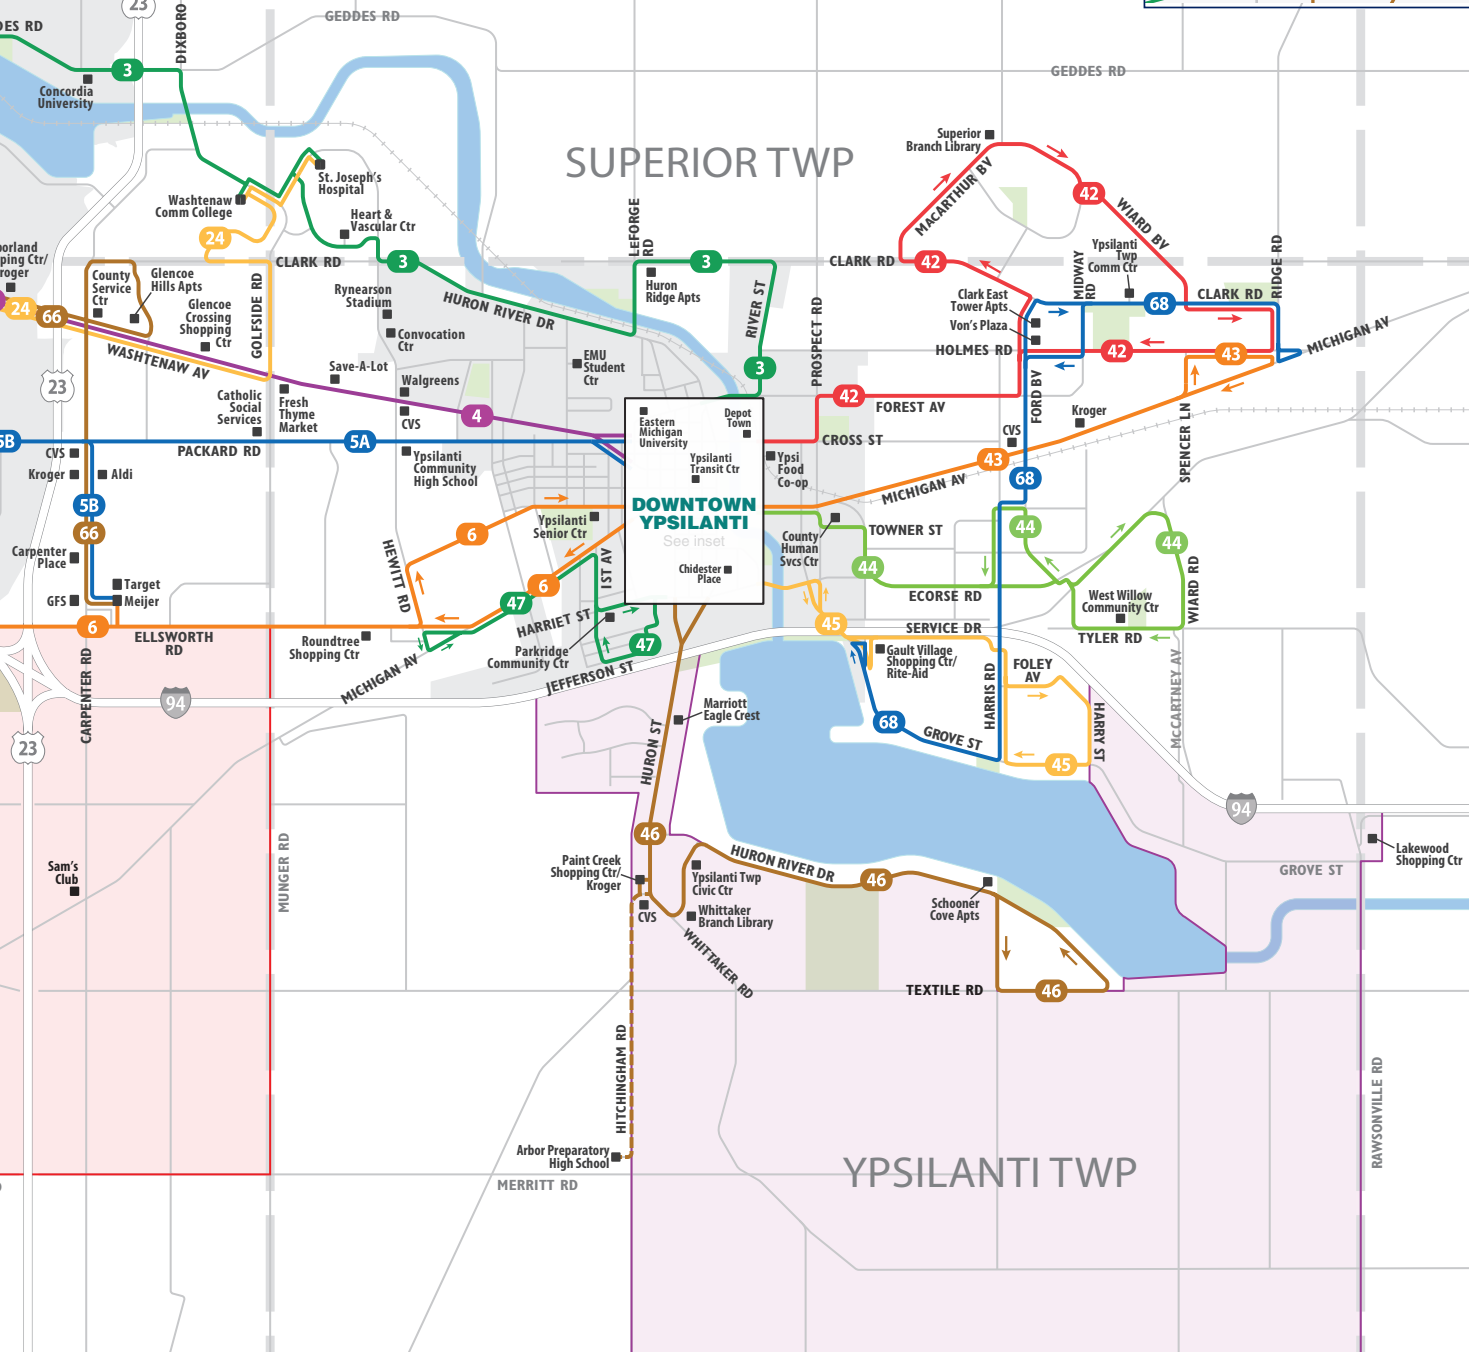 23
DES RD
DIXBORO
GEDDES RD
3
Concordia
University
GEDDES RD
SUPERIOR TWP
Superior
Branch Library
MACARTHUR BV
42
WIARD BV
St. Joseph's
Hospital
Washtenaw
Comm College
Heart &
Vascular Ctr
24
CLARK RD
3
LEFORGE
RD
3
Huron
Ridge Apts
RIVER ST
PROSPECT RD
CLARK RD
42
MIDWAY
RD
Ypsilanti
Twp
Comm Ctr
RIDGE RD
orland
ping Ctr/
roger
County
Service
Ctr
Glencoe
Hills Apts
Glencoe
Crossing
Shopping
Ctr
GOLFSIDE RD
24
66
WASHTENAW AV
Rynearson
Stadium
HURON RIVER DR
Convocation
Ctr
Clark East
Tower Apts
Von's Plaza
68
CLARK RD
HOLMES RD
42
43
MICHIGAN AV
23
Save-A-Lot
EMU
Student
Ctr
3
Catholic
Social
Services
Fresh
Thyme
Market
Walgreens
CVS
4
42
FOREST AV
FORD BV
Kroger
SPENCER LN
Eastern
Michigan
University
Depot
Town
Ypsilanti
Transit Ctr
DOWNTOWN
YPSILANTI
See inset
Chidester
Place
5B
5A
PACKARD RD
CROSS ST
CVS
CVS
Kroger
Aldi
Ypsilanti
Community
High School
Ypsi
Food
Co-op
43
MICHIGAN AV
68
5B
66
Carpenter
Place
Target
GFS
Meijer
6
HEWITT RD
Ypsilanti
Senior Ctr
County
Human
Svcs Ctr
TOWNER ST
44
44
44
WIARD RD
ECORSE RD
West Willow
Community Ctr
TYLER RD
6
1ST AV
47
HARRIET ST
Parkridge
Community Ctr
47
JEFFERSON ST
6
ELLSWORTH
RD
Roundtree
Shopping Ctr
MICHIGAN AV
45
SERVICE DR
Gault Village
Shopping Ctr/
Rite-Aid
FOLEY
AV
HARRIS RD
HARRY ST
MCCARTNEY AV
CARPENTER RD
94
23
Marriott
Eagle Crest
HURON ST
68
GROVE ST
45
94
MUNGER RD
Sam's
Club
46
Paint Creek
Shopping Ctr/
Kroger
CVS
Ypsilanti Twp
Civic Ctr
Whittaker
Branch Library
WHITTAKER RD
HURON RIVER DR
46
Schooner
Cove Apts
Lakewood
Shopping Ctr
GROVE ST
TEXTILE RD
46
HITCHINGHAM RD
RAWSONVILLE RD
Arbor Preparatory
High School
MERRITT RD
YPSILANTI TWP